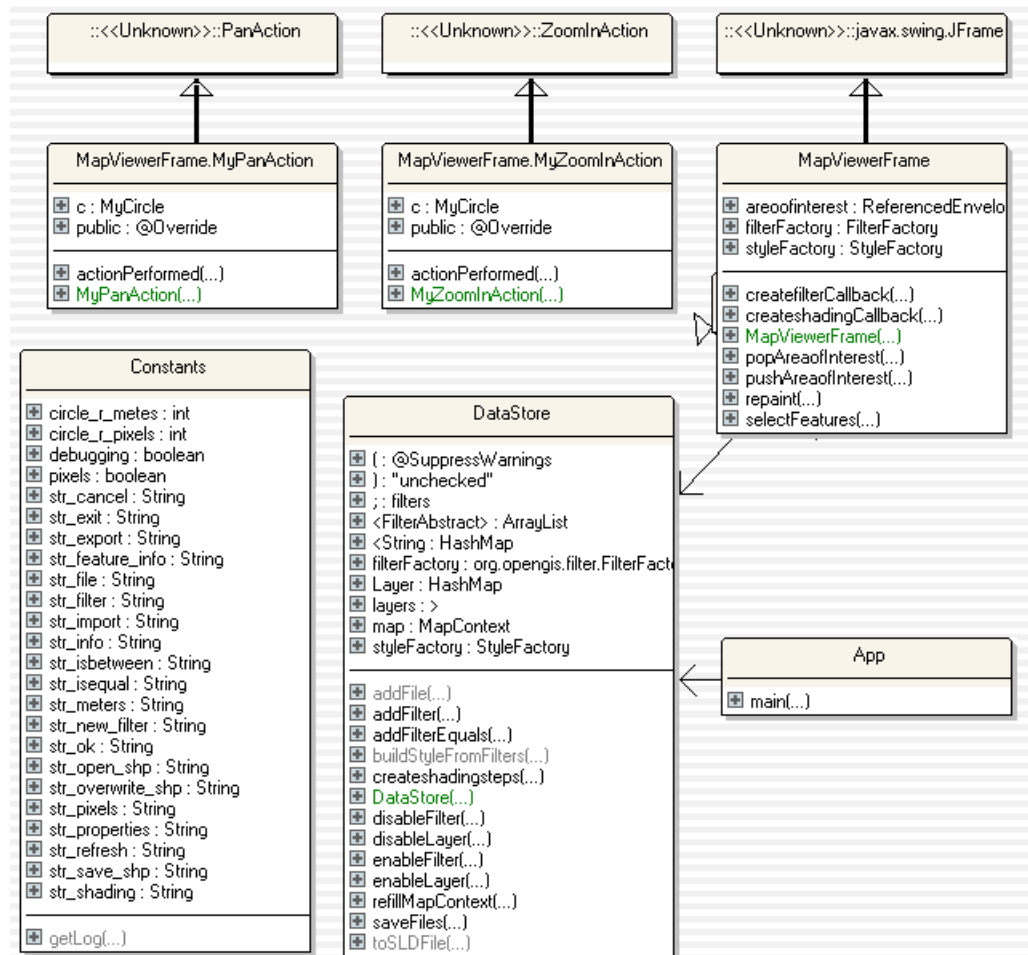 ::<<Unknown>>::PanAction
::<<Unknown>>::ZoomInAction
::<<Unknown>>::javax.swing.JFrame
MapViewerFrame.MyPanAction
c : MyCircle
public : @Override
actionPerformed(...)
MyPanAction(...)
MapViewerFrame.MyZoomInAction
c : MyCircle
public : @Override
actionPerformed(...)
MyZoomInAction(...)
MapViewerFrame
areoofinterest : ReferencedEnvelo
filterFactory : FilterFactory
styleFactory : StyleFactory
createfilterCallback(...)
createshadingCallback(...)
MapViewerFrame(...)
popAreaofInterest(...)
pushAreaofInterest(...)
repaint(...)
selectFeatures(...)
Constants
circle_r_metes : int
circle_r_pixels : int
debugging : boolean
pixels : boolean
str_cancel : String
str_exit : String
str_export : String
str_feature_info : String
str_file : String
str_filter : String
str_import : String
str_info : String
str_isbetween : String
str_isequal : String
str_meters : String
str_new_filter : String
str_ok : String
str_open_shp : String
str_overwrite_shp : String
str_pixels : String
str_properties : String
str_refresh : String
str_save_shp : String
str_shading : String
getLog(...)
DataStore
( : @SuppressWarnings
) : "unchecked"
; : filters
<FilterAbstract> : ArrayList
<String : HashMap
filterFactory : org.opengis.filter.FilterFact
Layer : HashMap
layers : >
map : MapContext
styleFactory : StyleFactory
addFile(...)
addFilter(...)
addFilterEquals(...)
buildStyleFromFilters(...)
createshadingsteps(...)
DataStore(...)
disableFilter(...)
disableLayer(...)
enableFilter(...)
enableLayer(...)
refillMapContext(...)
saveFiles(...)
toSLDFile(...)
App
main(...)